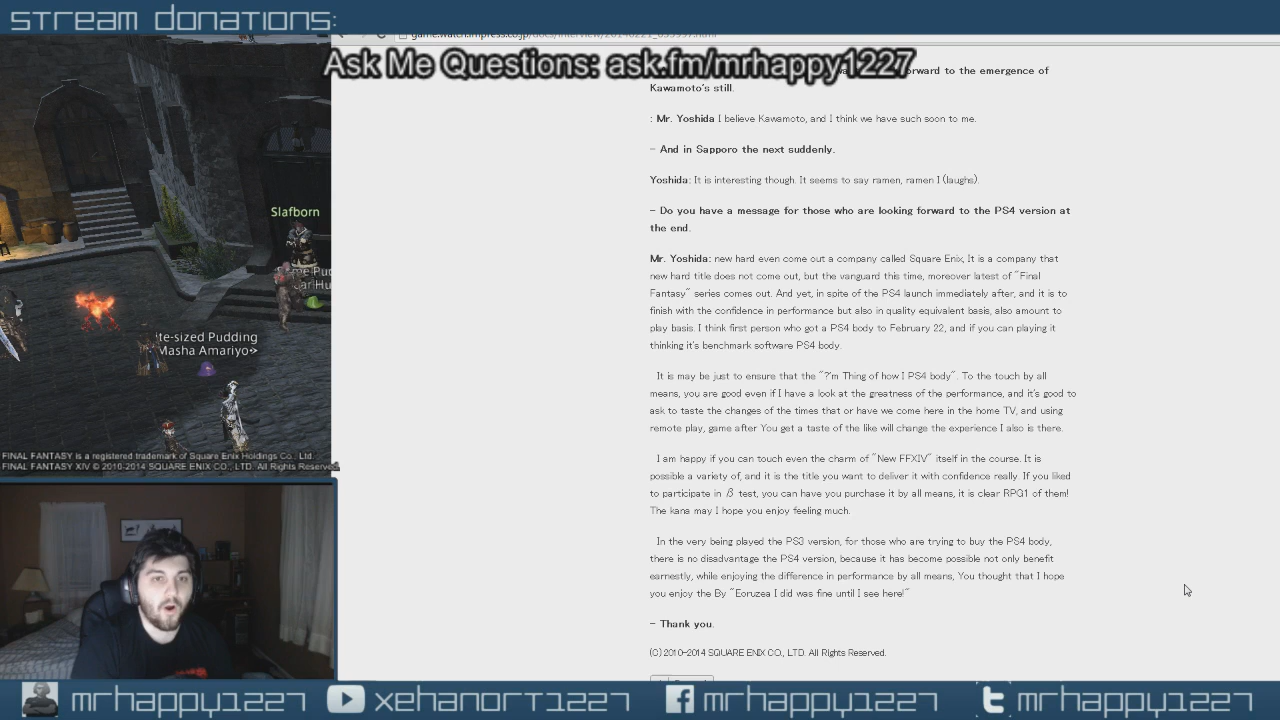 STREAM DONATIONS:
Ask Me Questions: ask.fm/mrhappy1227
forward to the emergence of
Kawamoto's still.
: Mr. Yoshida I believe Kawamoto, and I think we have such soon to me.
- And in Sapporo the next suddenly.
Yoshida: It is interesting though. It seems to say ramen, ramen I (laughs).
- Do you have a message for those who are looking forward to the PS4 version at
the end.
Mr. Yoshida: new hard even come out a company called Square Enix, It is a company that
new hard title does not come out, but the vanguard this time, moreover latest of "Final
Fantasy" series comes out. And yet, in spite of the PS4 launch immediately after, and it is to
finish with the confidence in performance but also in quality equivalent basis, also amount to
play basis. I think first person who got a PS4 body to February 22, and if you can playing it
thinking it's benchmark software PS4 body.
It is may be just to ensure that the "?'m Thing of how I PS4 body". To the touch by all
means, you are good even if I have a look at the greatness of the performance, and it's good to
ask to taste the changes of the times that or have we come here in the home TV, and using
remote play, game after You get a taste of the like will change the experience I also is there.
I am happy if you can touch even the charm of "New FFXIV" itself in the course. It is
possible a variety of, and it is the title you want to deliver it with confidence really. If you liked
to participate in β test, you can have you purchase it by all means, it is clear RPG1 of them!
The kana may I hope you enjoy feeling much.
In the very being played the PS3 version, for those who are trying to buy the PS4 body,
there is no disadvantage the PS4 version, because it has become possible not only benefit
earnestly, while enjoying the difference in performance by all means, You thought that I hope
you enjoy the By "Eoruzea I did was fine until I see here!"
- Thank you.
(C) 2010-2014 SQUARE ENIX CO., LTD. All Rights Reserved.
Slafborn
te-sized Pudding
Masha Amariyo
FINAL FANTASY is a registered trademark of Square Enix Holdings Co., Ltd.
FINAL FANTASY XIV © 2010-2014 SQUARE ENIX CO., LTD. All Rights Reserved.
mrhappy1227 xehanort1227 mrhappy1227 mrhappy1227